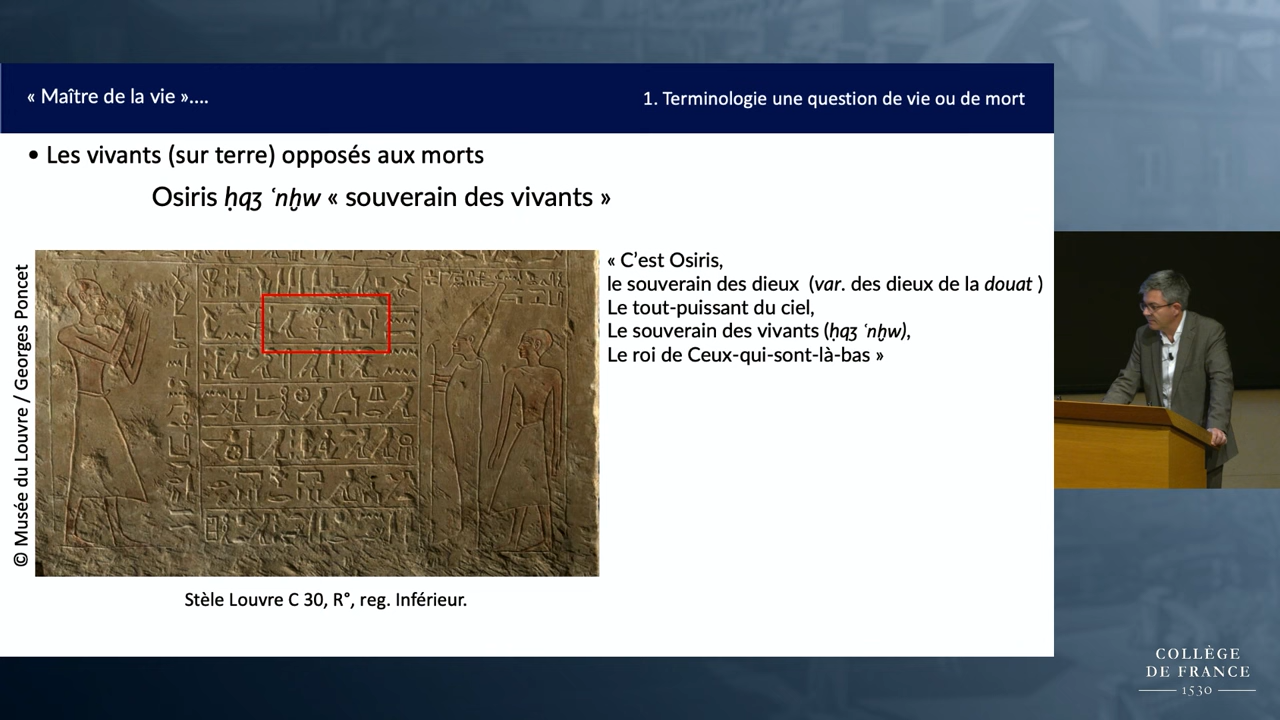 « Maître de la vie »....
1. Terminologie une question de vie ou de mort
• Les vivants (sur terre) opposés aux morts
Osiris ḥqȝ ʿnḫw « souverain des vivants »
© Musée du Louvre / Georges Poncet
« C’est Osiris,
le souverain des dieux (var. des dieux de la douat )
Le tout-puissant du ciel,
Le souverain des vivants (ḥqȝ ʿnḫw),
Le roi de Ceux-qui-sont-là-bas »
Stèle Louvre C 30, R°, reg. Inférieur.
COLLÈGE
DE FRANCE
1530